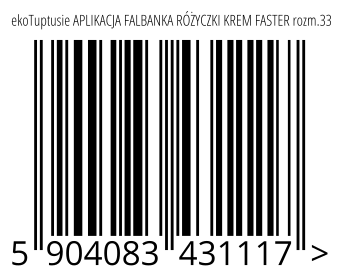 ekoTuptusie APLIKACJA FALBANKA RÓŻYCZKI KREM FASTER rozm.33
5 904083 431117 >